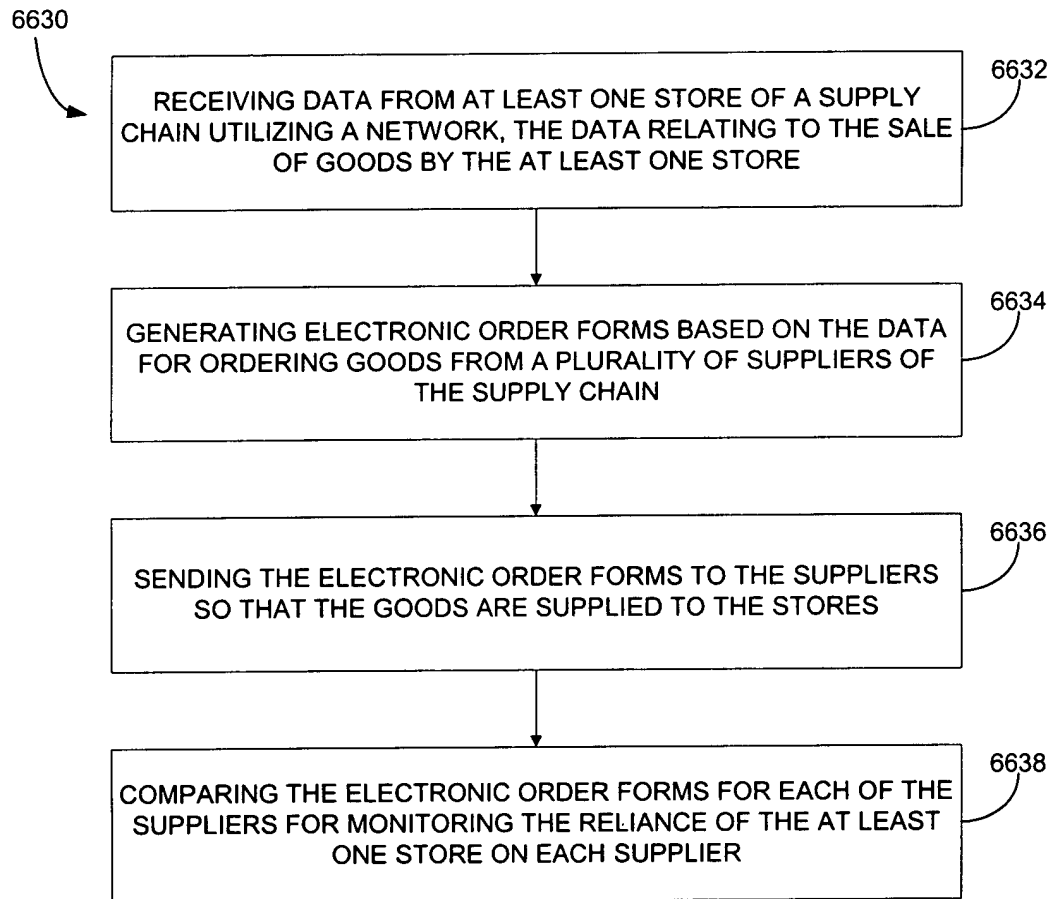 6630
6632
RECEIVING DATA FROM AT LEAST ONE STORE OF A SUPPLY
CHAIN UTILIZING A NETWORK, THE DATA RELATING TO THE SALE
OF GOODS BY THE AT LEAST ONE STORE
6634
GENERATING ELECTRONIC ORDER FORMS BASED ON THE DATA
FOR ORDERING GOODS FROM A PLURALITY OF SUPPLIERS OF
THE SUPPLY CHAIN
6636
SENDING THE ELECTRONIC ORDER FORMS TO THE SUPPLIERS
SO THAT THE GOODS ARE SUPPLIED TO THE STORES
6638
COMPARING THE ELECTRONIC ORDER FORMS FOR EACH OF THE
SUPPLIERS FOR MONITORING THE RELIANCE OF THE AT LEAST
ONE STORE ON EACH SUPPLIER